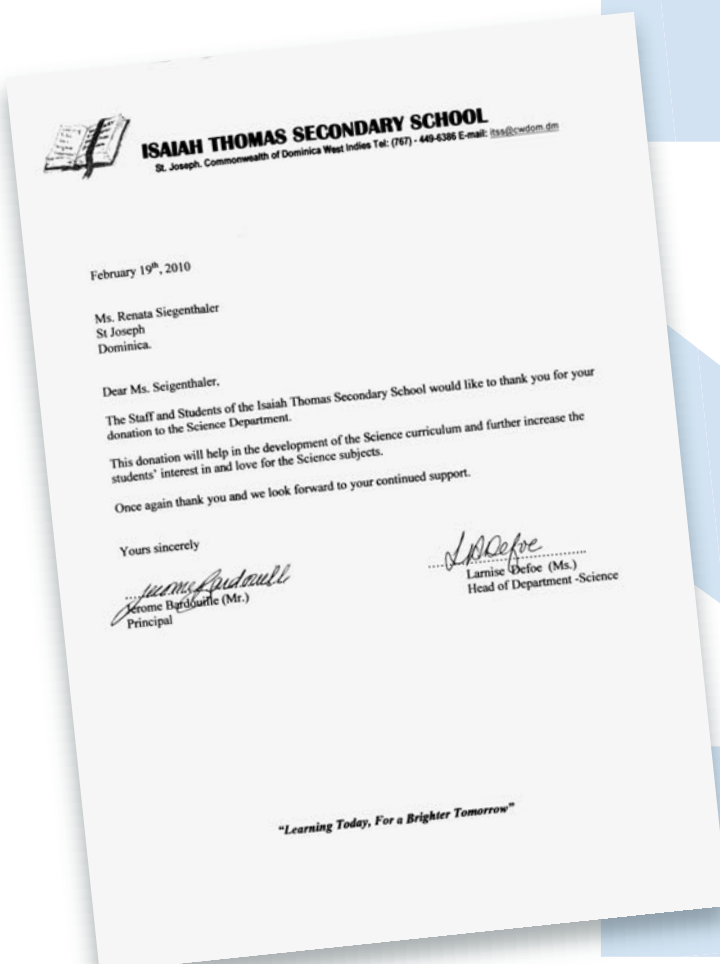 ISAIAH THOMAS SECONDARY SCHOOL
St. Joseph. Commonwealth of Dominica West Indies Tel: (767) - 449-6386 E-mail: itss@cwdom.dm
February 19th, 2010
Ms. Renata Siegenthaler
St Joseph
Dominica.
Dear Ms. Seigenthaler,
The Staff and Students of the Isaiah Thomas Secondary School would like to thank you for your
donation to the Science Department.
This donation will help in the development of the Science curriculum and further increase the
students' interest in and love for the Science subjects.
Once again thank you and we look forward to your continued support.
Yours sincerely
Jerome Bardouille (Mr.)
Principal
L Defoe
Larnise Defoe (Ms.)
Head of Department -Science
"Learning Today, For a Brighter Tomorrow"